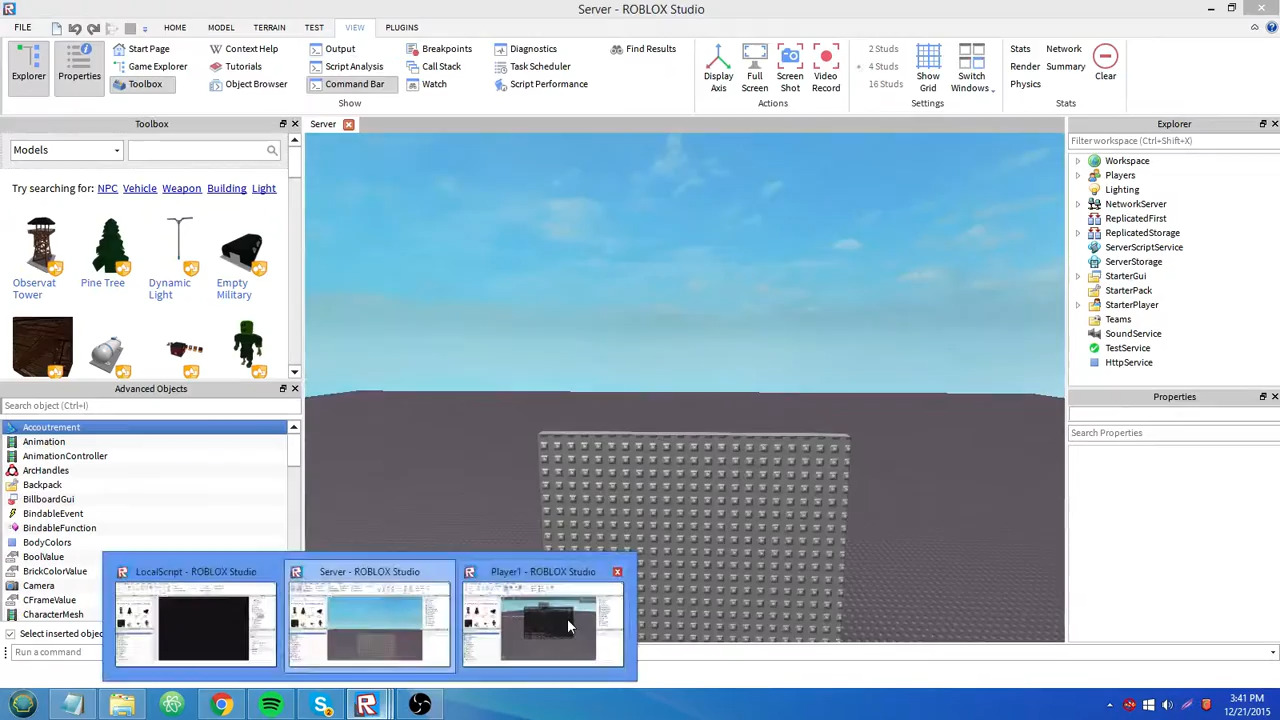 Server - ROBLOX Studio
FILE HOME MODEL TERRAIN TEST VIEW PLUGINS
Explorer
Properties
Start Page
Game Explorer
Toolbox
Context Help
Tutorials
Object Browser
Output
Script Analysis
Command Bar
Breakpoints
Call Stack
Watch
Diagnostics
Task Scheduler
Script Performance
Find Results
Show
Display Axis
Full Screen
Screen Shot
Video Record
Actions
2 Studs
4 Studs
16 Studs
Show Grid
Switch Windows
Settings
Stats
Render
Physics
Network
Summary
Clear
Stats
Toolbox
Models
Try searching for: NPC Vehicle Weapon Building Light
Observat Tower
Pine Tree
Dynamic Light
Empty Military
Advanced Objects
Search object (Ctrl+I)
Accoutrement
Animation
AnimationController
ArcHandles
Backpack
BillboardGui
BindableEvent
BindableFunction
BodyColors
BoolValue
BrickColorValue
Camera
CFrameValue
CharacterMesh
Select inserted objec
Run a command
Server
LocalScript - ROBLOX Studio
Server - ROBLOX Studio
Player1 - ROBLOX Studio
Explorer
Filter workspace (Ctrl+Shift+X)
Workspace
Players
Lighting
NetworkServer
ReplicatedFirst
ReplicatedStorage
ServerScriptService
ServerStorage
StarterGui
StarterPack
StarterPlayer
Teams
SoundService
TestService
HttpService
Properties
Search Properties
3:41 PM
12/21/2015